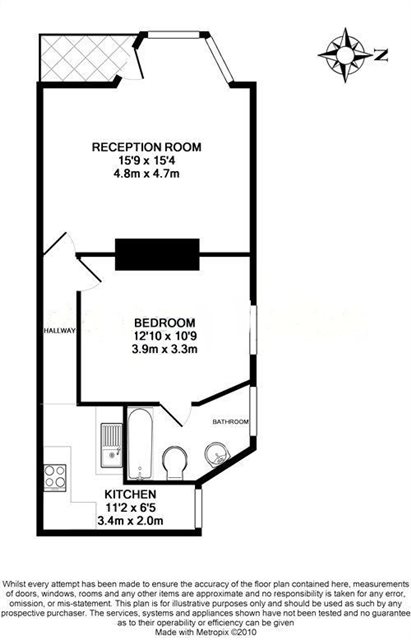 N
RECEPTION ROOM
15'9 x 15'4
4.8m x 4.7m
HALLWAY
BEDROOM
12'10 x 10'9
3.9m x 3.3m
BATHROOM
KITCHEN
11'2 x 6'5
3.4m x 2.0m
Whilst every attempt has been made to ensure the accuracy of the floor plan contained here, measurements
of doors, windows, rooms and any other items are approximate and no responsibility is taken for any error,
omission, or mis-statement. This plan is for illustrative purposes only and should be used as such by any
prospective purchaser. The services, systems and appliances shown have not been tested and no guarantee
as to their operability or efficiency can be given
Made with Metropix ©2010